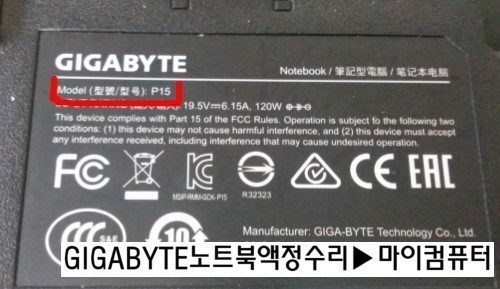 GIGABYTE
Notebook / 筆記型電腦 / 笔记本电脑
Model (型號/型号): P15
19.5V⎓6.15A, 120W
This device complies with Part 15 of the FCC Rules. Operation is subject to the following two
conditions: (1) this device may not cause harmful interference, and (2) this device must accept
any interference received, including interference that may cause undesired operation.
FC
CE
EAC
MSIP-RMM-GCK-P15
R32323
CCC
S&E
10
Manufacturer: GIGA-BYTE Technology Co., Ltd.
GIGABYTE노트북액정수리▶마이컴퓨터